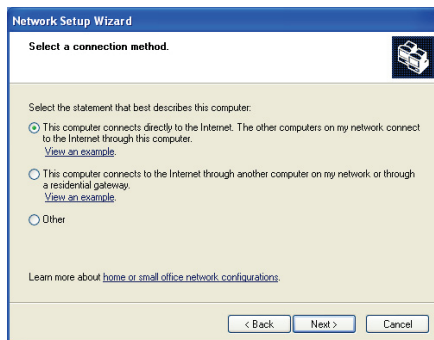 Network Setup Wizard
Select a connection method.
Select the statement that best describes this computer:
This computer connects directly to the Internet. The other computers on my network connect
to the Internet through this computer.
View an example.
This computer connects to the Internet through another computer on my network or through
a residential gateway.
View an example.
Other
Learn more about home or small office network configurations.
< Back Next > Cancel